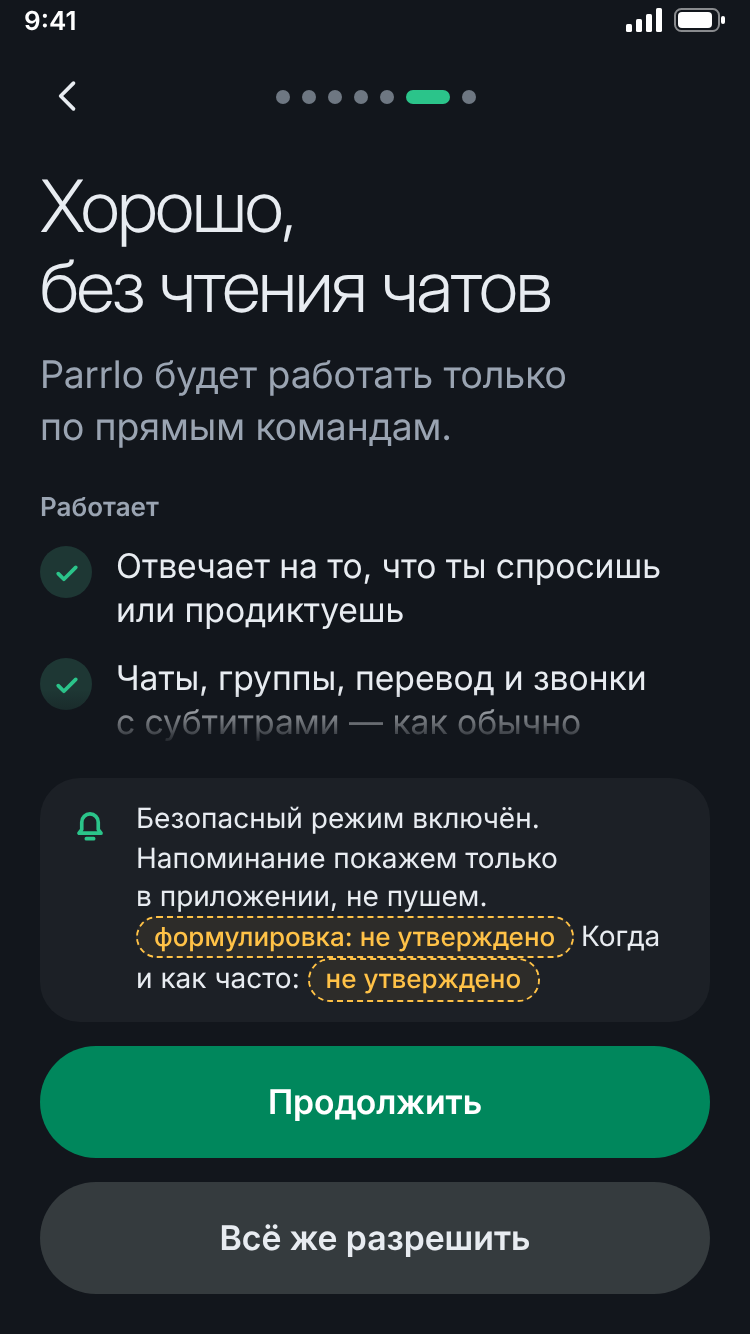 9:41
Хорошо,
без чтения чатов
Parrlo будет работать только
по прямым командам.
Работает
Отвечает на то, что ты спросишь
или продиктуешь
Чаты, группы, перевод и звонки
с субтитрами — как обычно
Безопасный режим включён.
Напоминание покажем только
в приложении, не пушем.
формулировка: не утверждено Когда
и как часто: не утверждено
Продолжить
Всё же разрешить